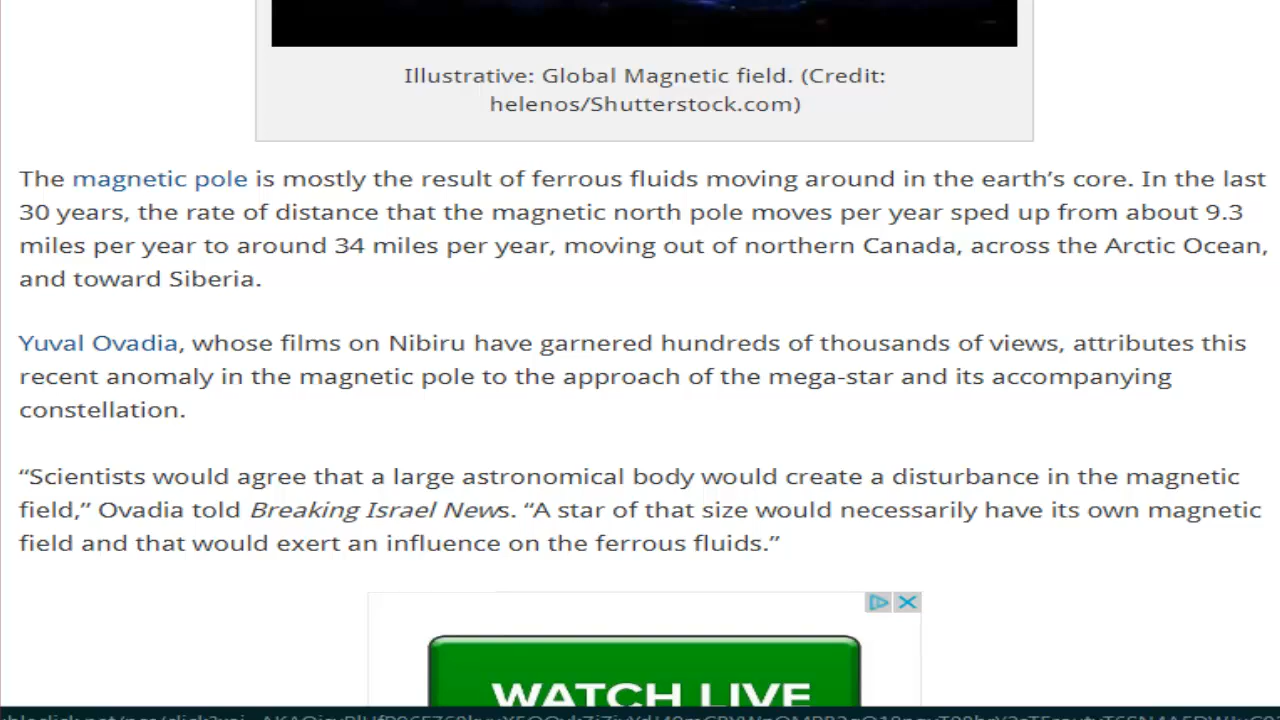 Illustrative: Global Magnetic field. (Credit:
helenos/Shutterstock.com)
The magnetic pole is mostly the result of ferrous fluids moving around in the earth's core. In the last
30 years, the rate of distance that the magnetic north pole moves per year sped up from about 9.3
miles per year to around 34 miles per year, moving out of northern Canada, across the Arctic Ocean,
and toward Siberia.
Yuval Ovadia, whose films on Nibiru have garnered hundreds of thousands of views, attributes this
recent anomaly in the magnetic pole to the approach of the mega-star and its accompanying
constellation.
“Scientists would agree that a large astronomical body would create a disturbance in the magnetic
field,” Ovadia told Breaking Israel News. “A star of that size would necessarily have its own magnetic
field and that would exert an influence on the ferrous fluids.”
WATCH LIVE